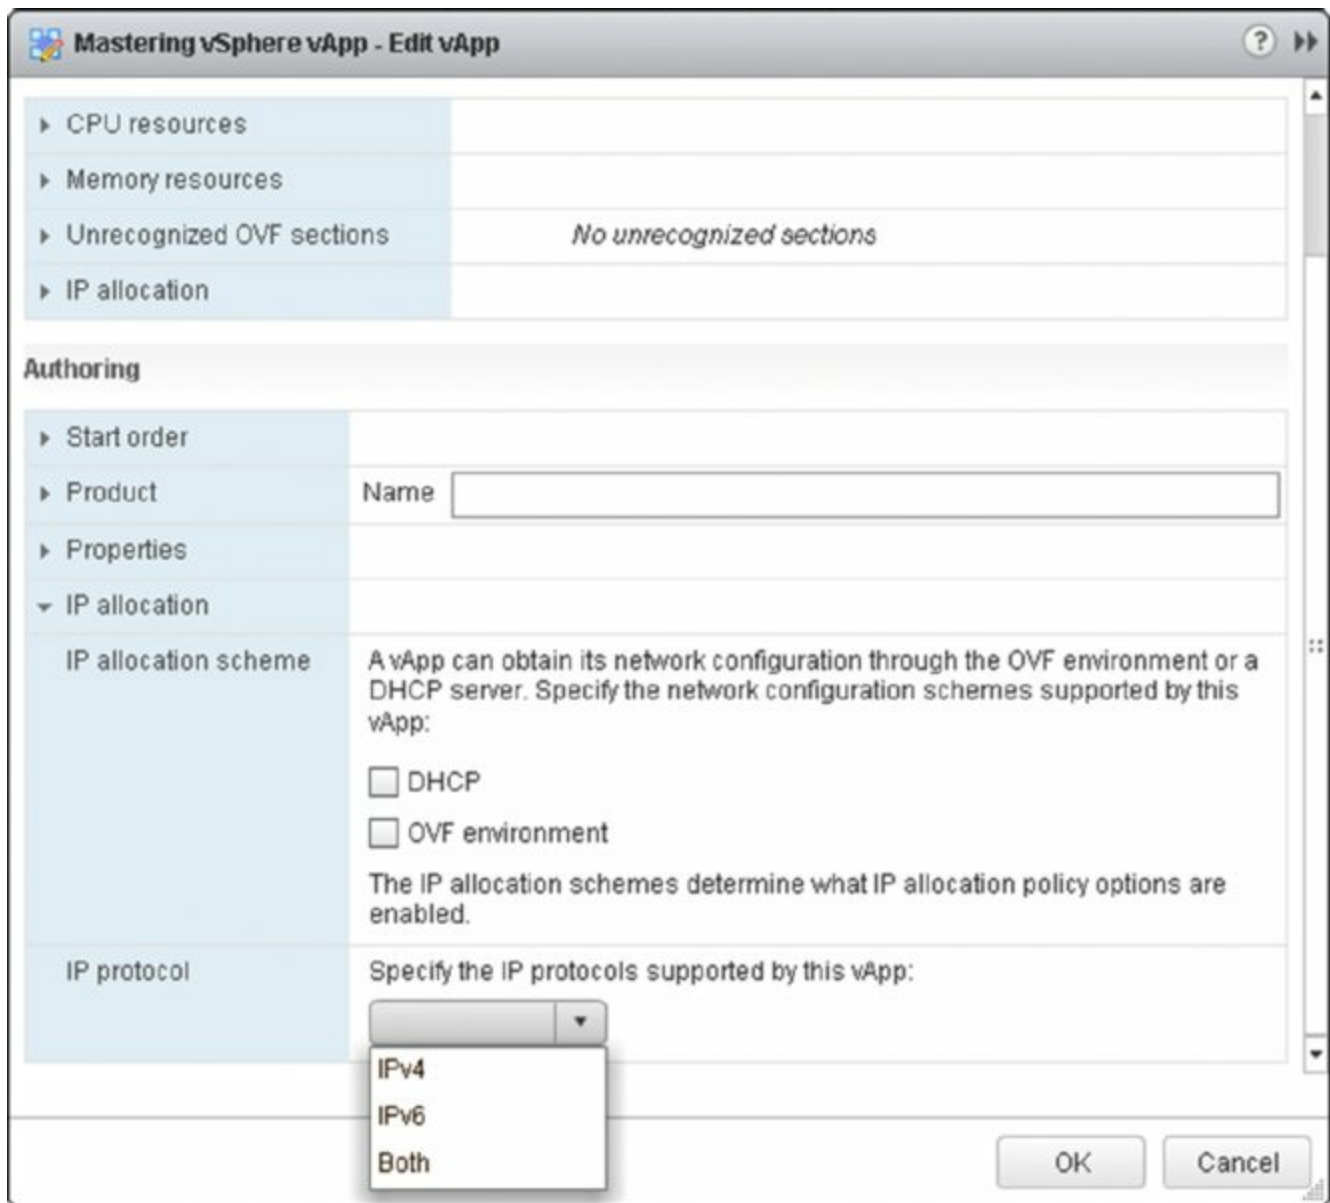 Mastering vSphere vApp - Edit vApp
?
CPU resources
Memory resources
Unrecognized OVF sections No unrecognized sections
IP allocation
Authoring
Start order
Product Name
Properties
IP allocation
IP allocation scheme A vApp can obtain its network configuration through the OVF environment or a
DHCP server. Specify the network configuration schemes supported by this
vApp:
DHCP
OVF environment
The IP allocation schemes determine what IP allocation policy options are
enabled.
IP protocol Specify the IP protocols supported by this vApp:
IPv4
IPv6
Both
OK Cancel